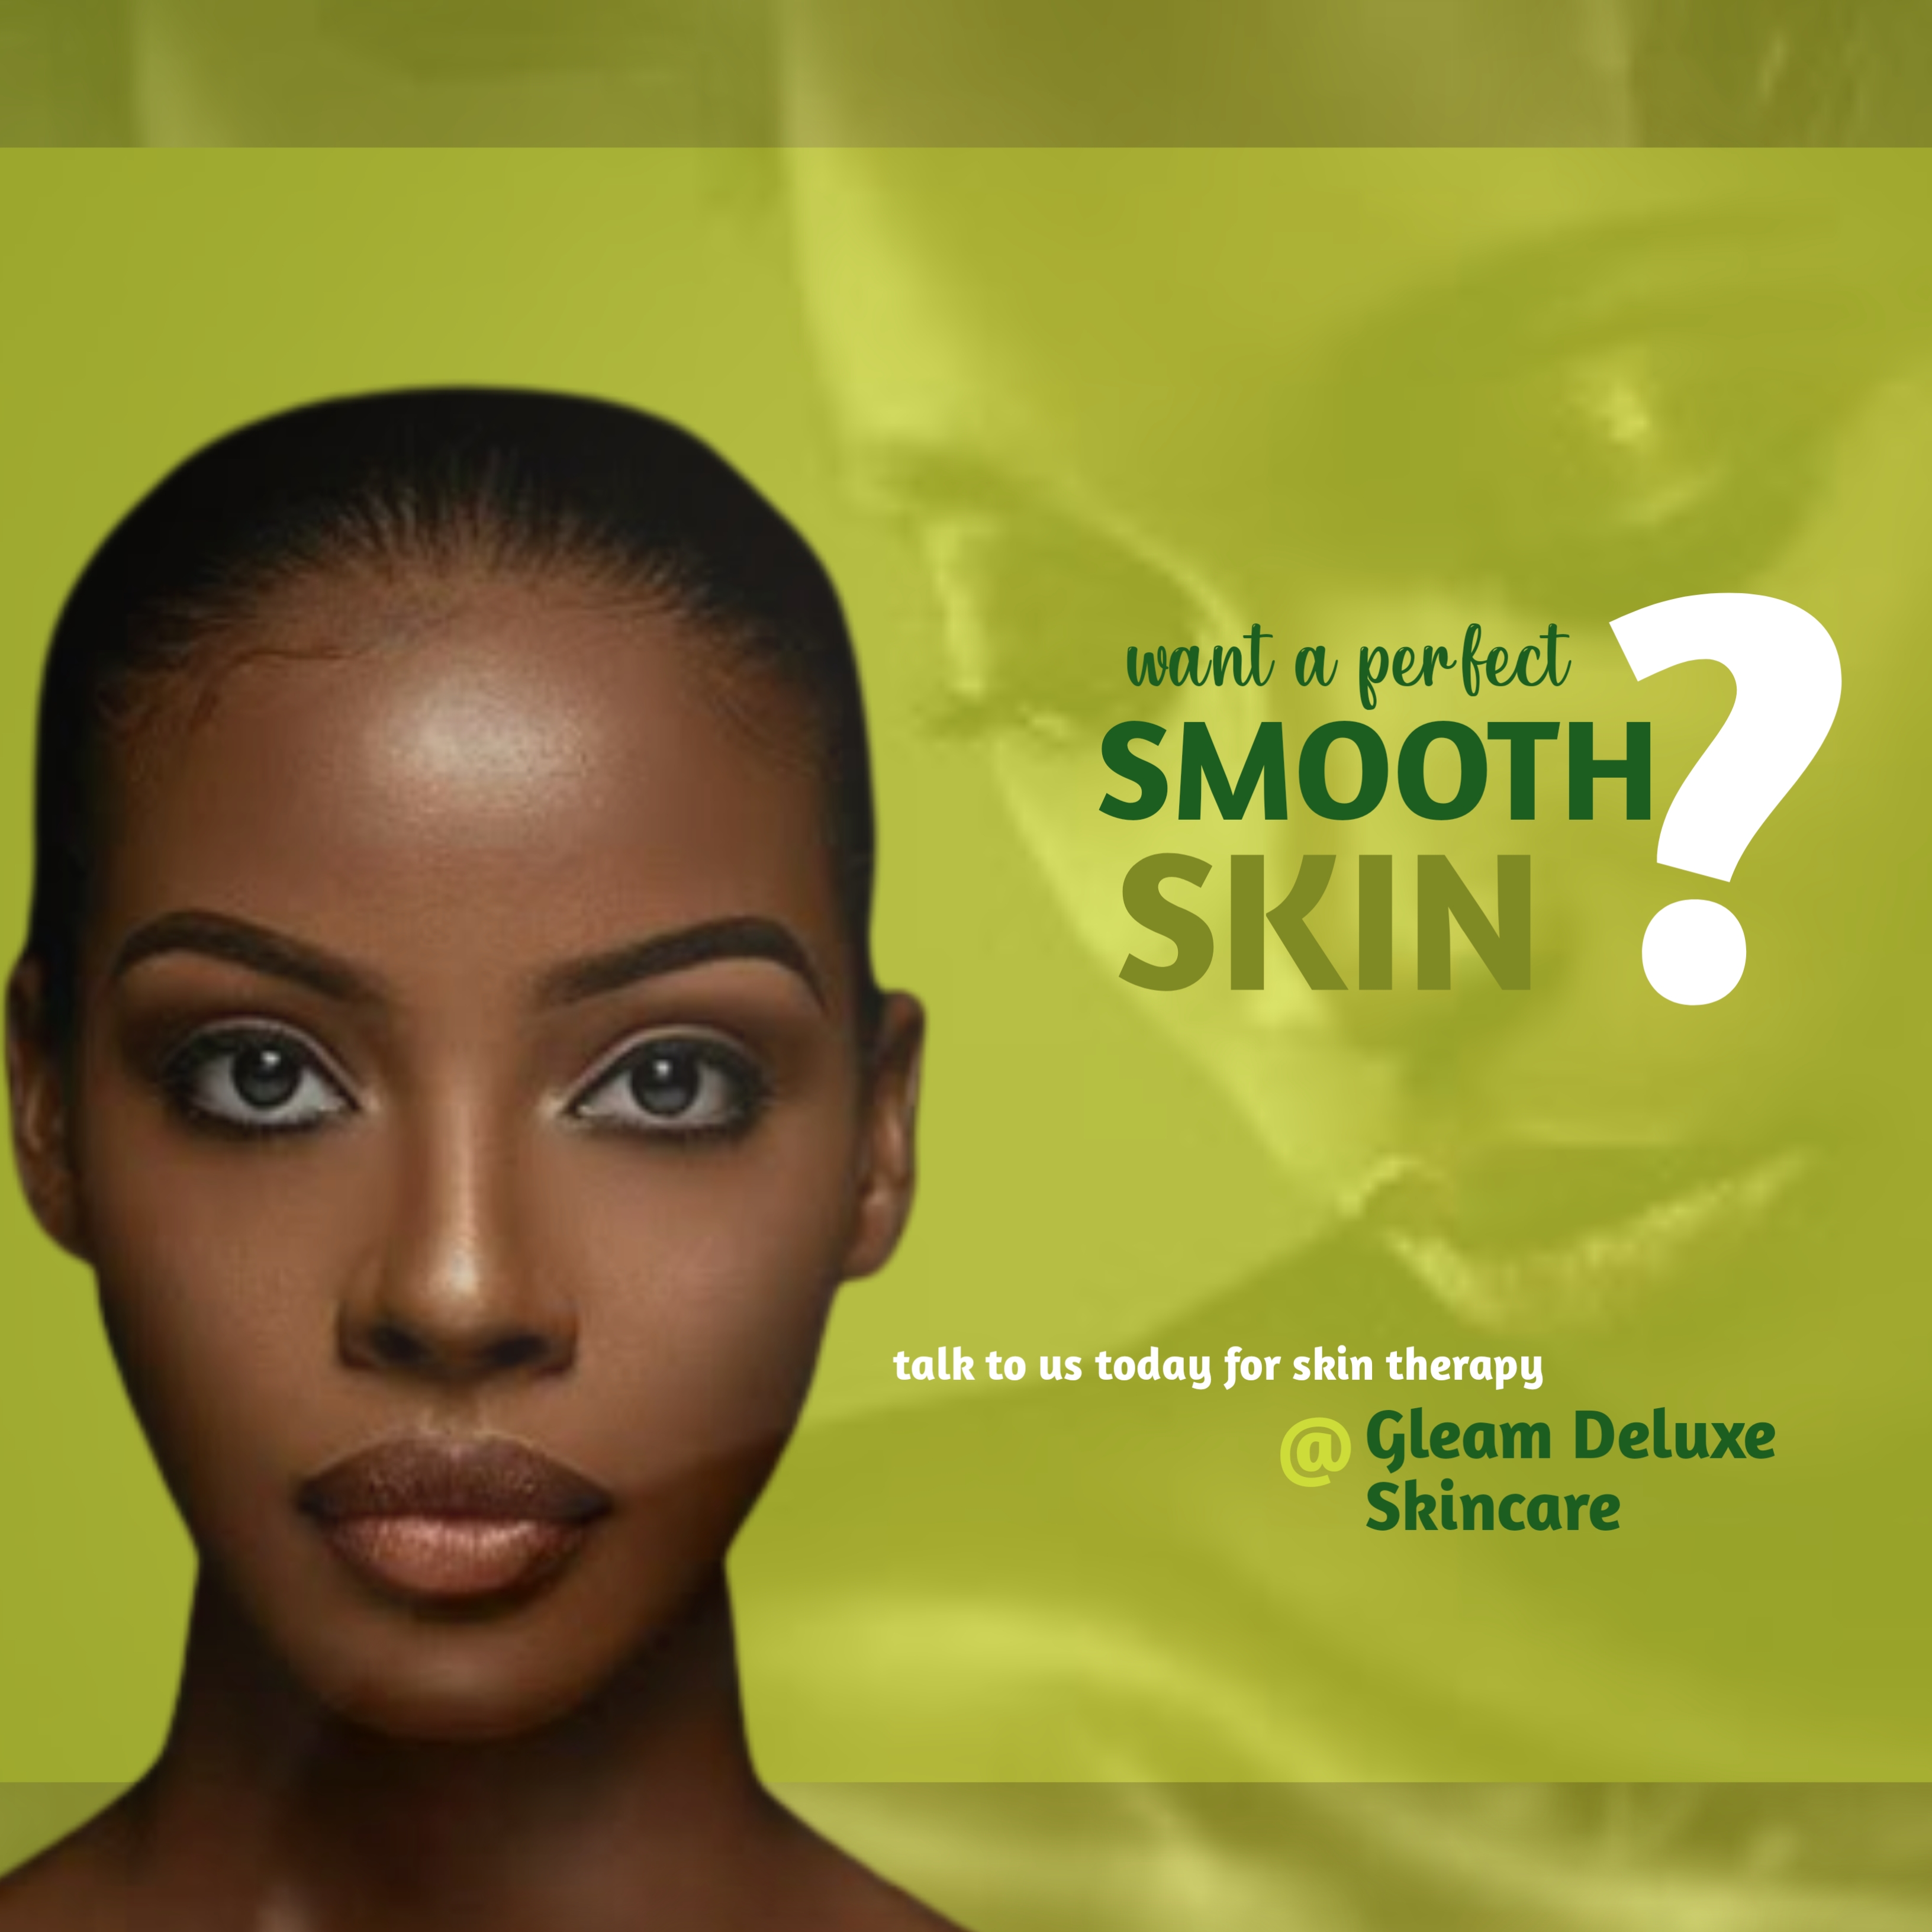 want a perfect
SMOOTH
SKIN ?
talk to us today for skin therapy
@ Gleam Deluxe
Skincare